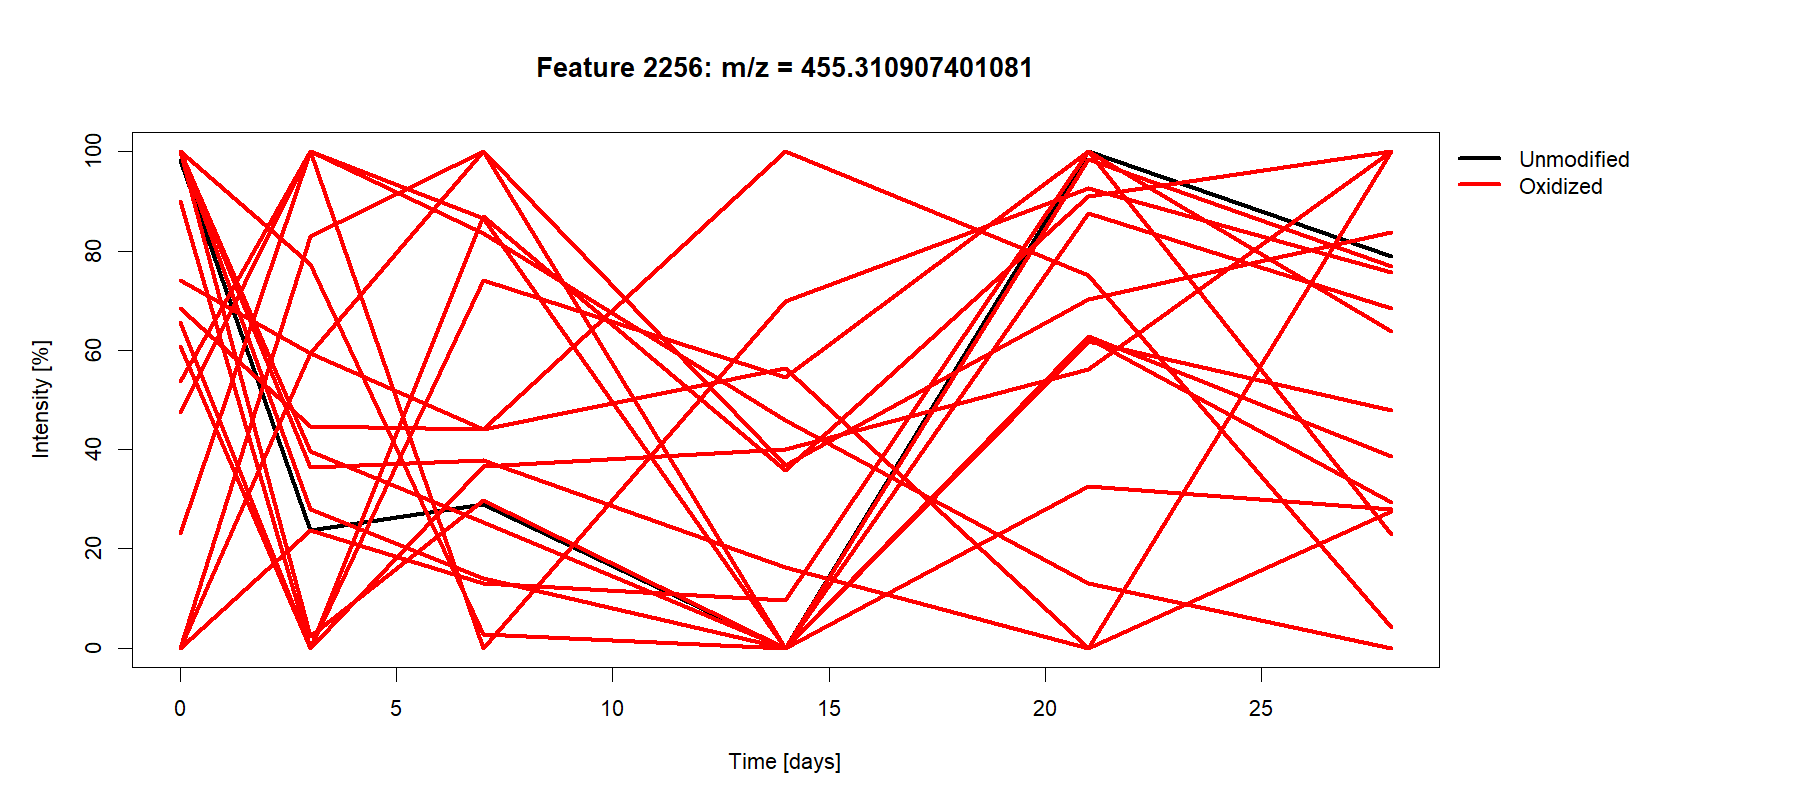 Feature 2256: m/z = 455.310907401081
Unmodified
Oxidized
Intensity [%]
100
80
60
40
20
0
0 5 10 15 20 25
Time [days]